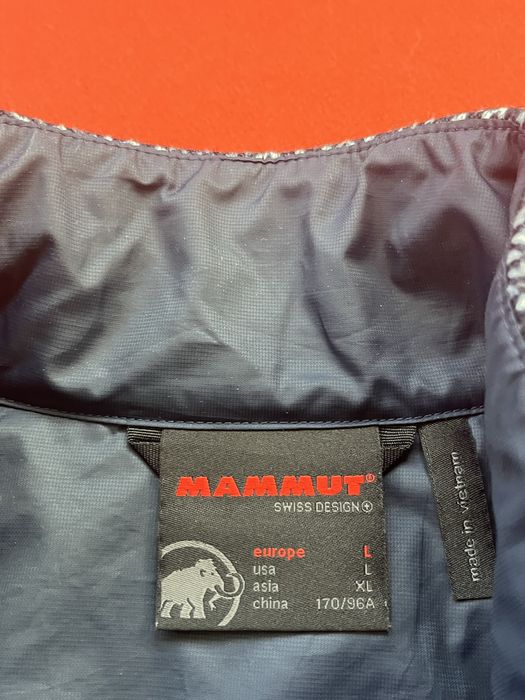 MAMMUT®
SWISS DESIGN
europe L
usa L
asia XL
china 170/96A
made in vietnam